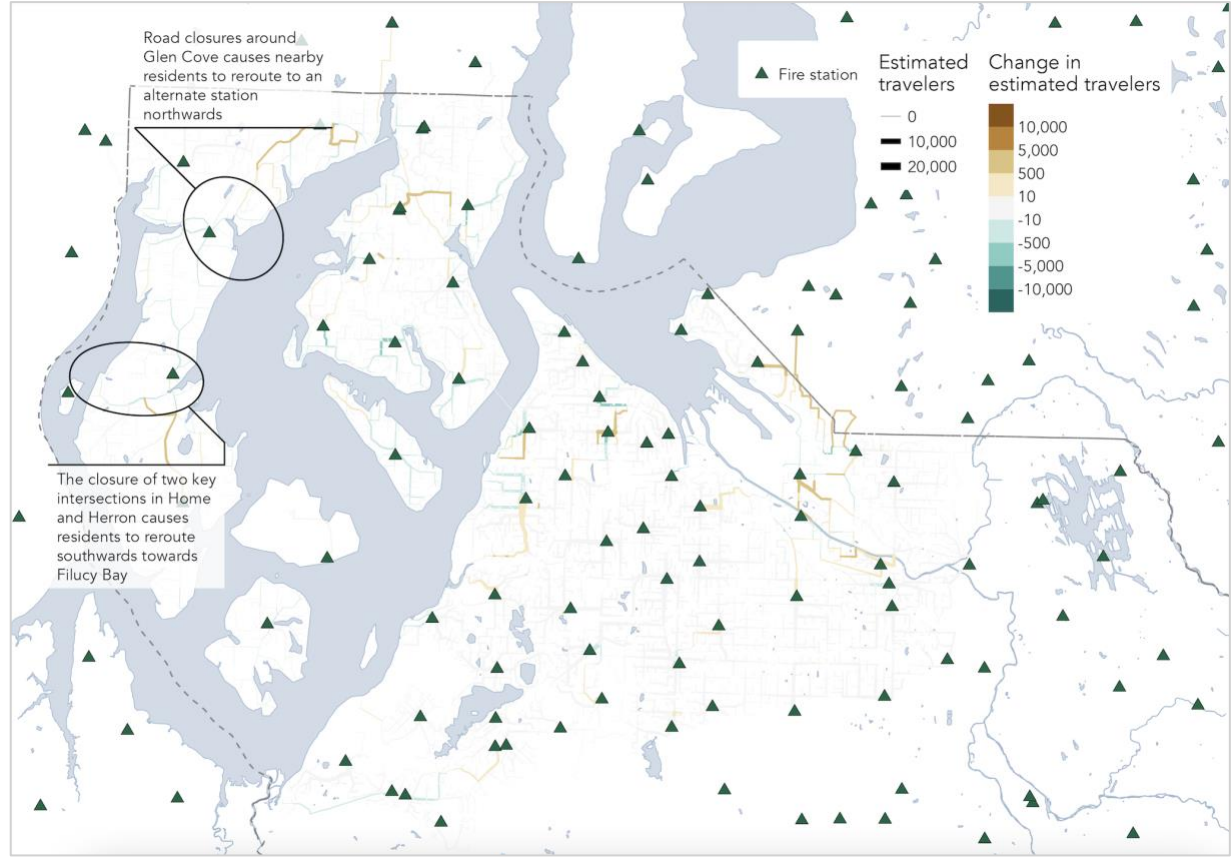 Road closures around
Glen Cove causes nearby
residents to reroute to an
alternate station
northwards
Fire station
Estimated
travelers
0
10,000
20,000
Change in
estimated travelers
10,000
5,000
500
10
-10
-500
-5,000
-10,000
The closure of two key
intersections in Home
and Herron causes
residents to reroute
southwards towards
Filucy Bay